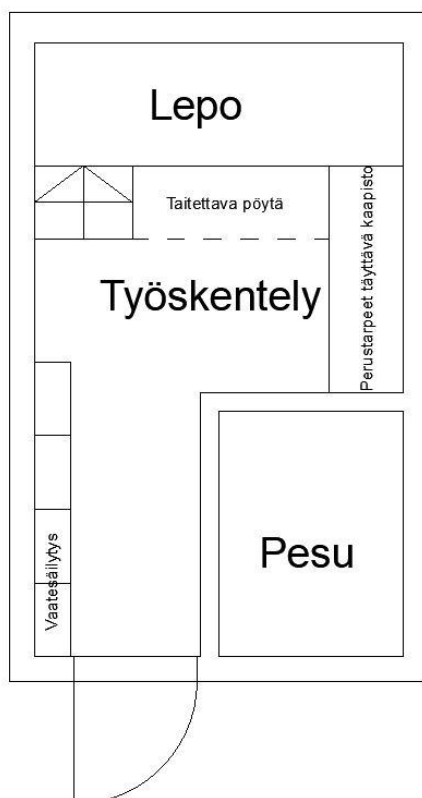 Lepo
Taitettava pöytä
Perustarpeet täyttävä kaapisto
Työskentely
Vaatesäilytys
Pesu